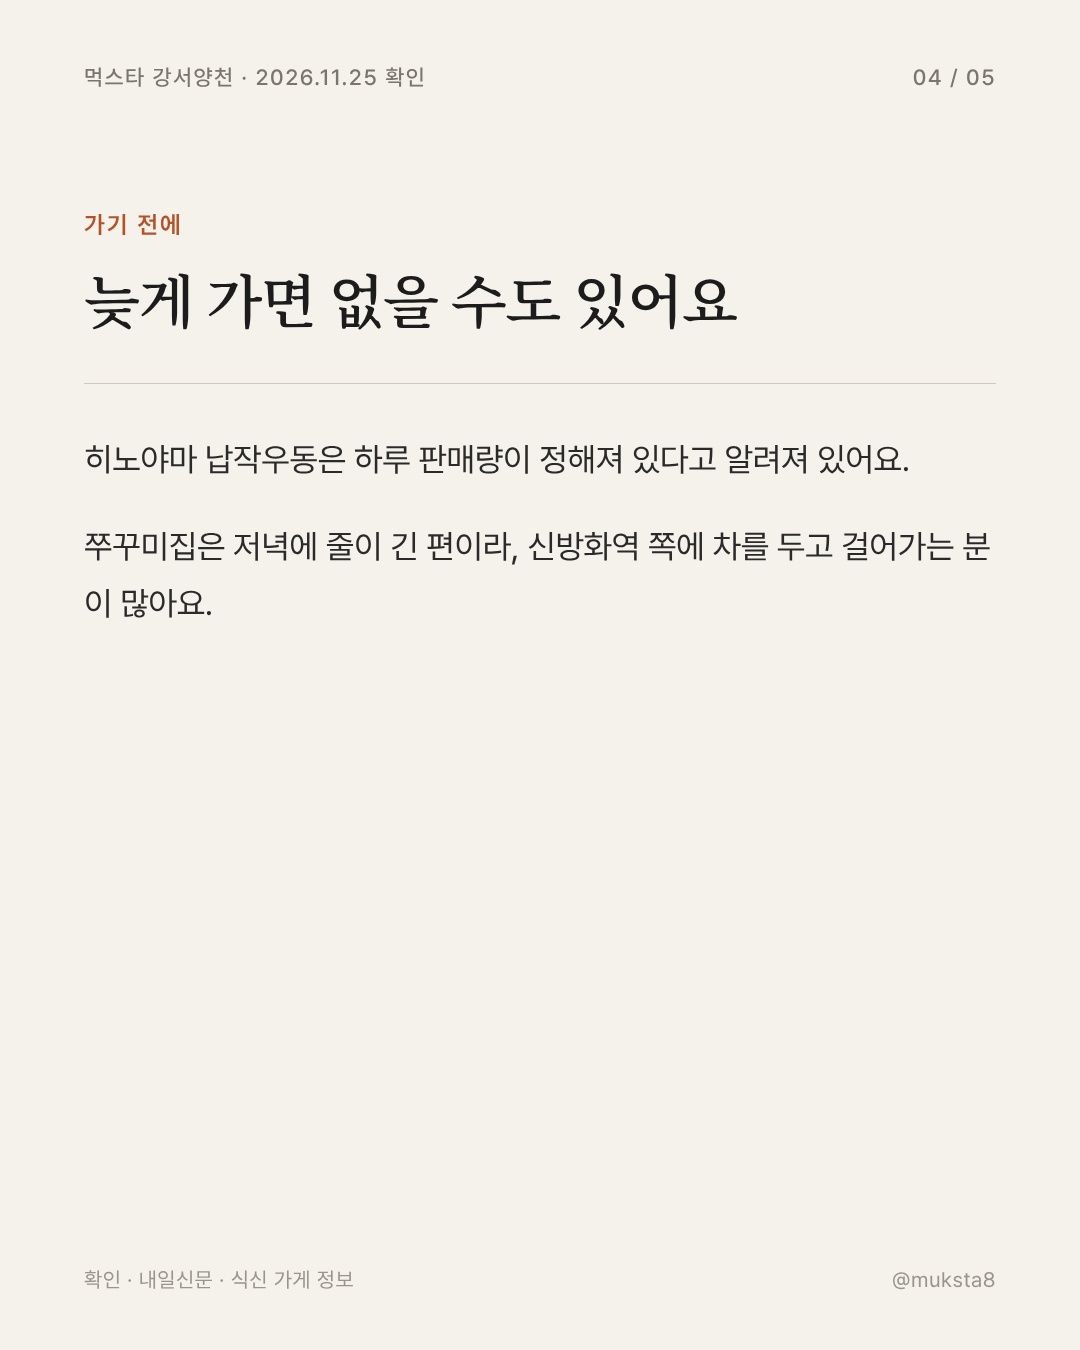 먹스타 강서양천 · 2026.11.25 확인
04 / 05
가기 전에
늦게 가면 없을 수도 있어요
히노야마 납작우동은 하루 판매량이 정해져 있다고 알려져 있어요.
쭈꾸미집은 저녁에 줄이 긴 편이라, 신방화역 쪽에 차를 두고 걸어가는 분
이 많아요.
확인 · 내일신문 · 식신 가게 정보
@muksta8